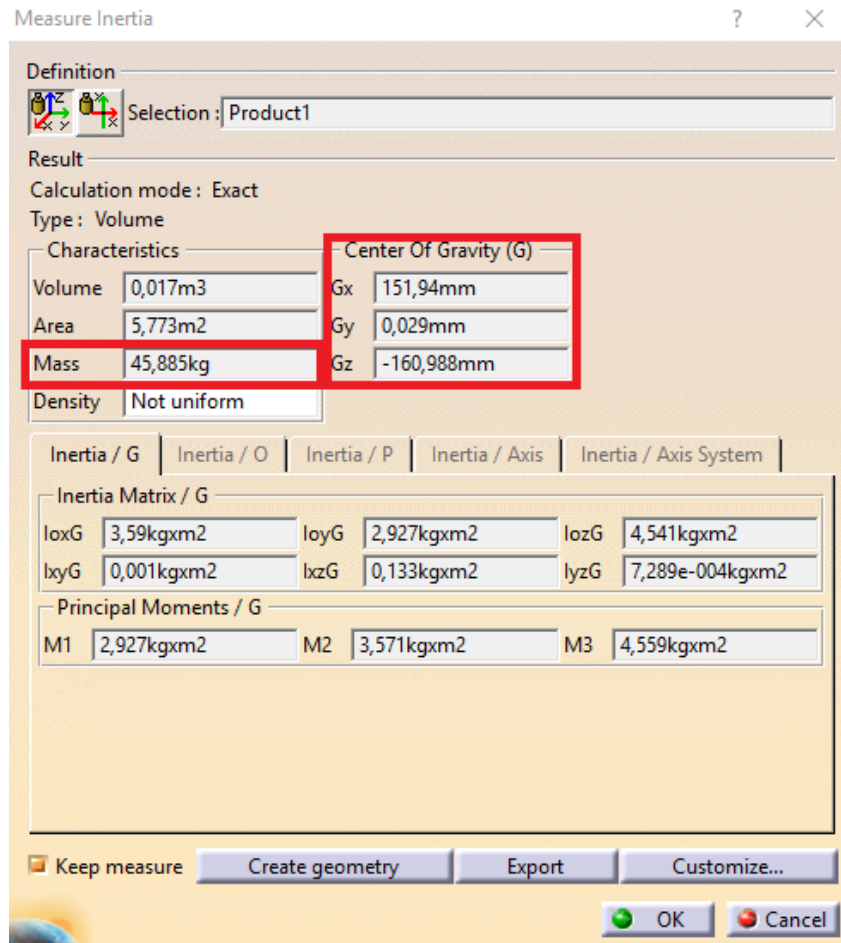 Measure Inertia ? ×
Definition
Selection : Product1
Result
Calculation mode : Exact
Type : Volume
Characteristics
Volume 0,017m3
Area 5,773m2
Mass 45,885kg
Density Not uniform
Center Of Gravity (G)
Gx 151,94mm
Gy 0,029mm
Gz -160,988mm
Inertia / G Inertia / O Inertia / P Inertia / Axis Inertia / Axis System
Inertia Matrix / G
IoxG 3,59kgxm2 IoyG 2,927kgxm2 IozG 4,541kgxm2
IxyG 0,001kgxm2 IxzG 0,133kgxm2 IyzG 7,289e-004kgxm2
Principal Moments / G
M1 2,927kgxm2 M2 3,571kgxm2 M3 4,559kgxm2
Keep measure Create geometry Export Customize...
OK Cancel